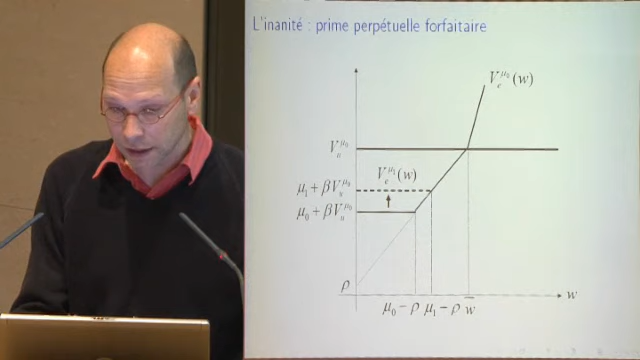 L'inanité : prime perpétuelle forfaitaire
V_e^{μ_0}(w)
V_u^{μ_0}
V_e^{μ_1}(w)
μ_1 + βV_u^{μ_0}
μ_0 + βV_u^{μ_0}
ρ
μ_0 − ρ μ_1 − ρ w̄ w